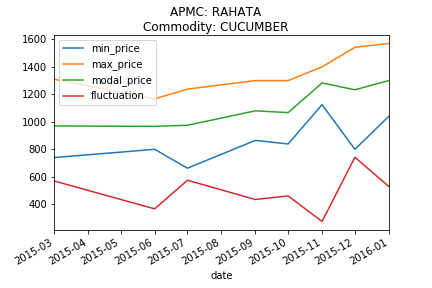 APMC: RAHATA
Commodity: CUCUMBER
min_price
max_price
modal_price
fluctuation
1600
1400
1200
1000
800
600
400
2015-03
2015-04
2015-05
2015-06
2015-07
2015-08
2015-09
2015-10
2015-11
2015-12
2016-01
date